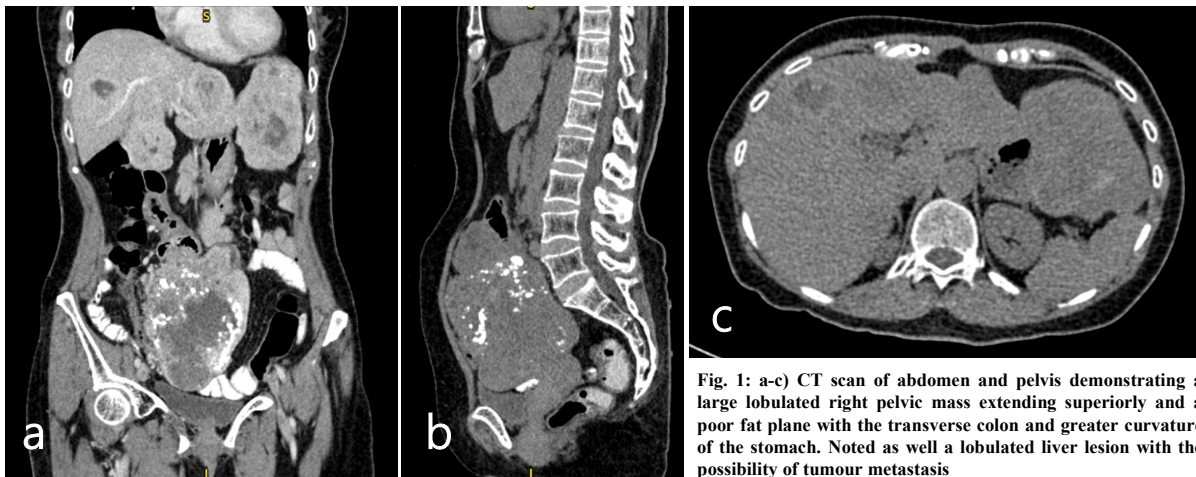 S
a
b
c
Fig. 1: a-c) CT scan of abdomen and pelvis demonstrating a
large lobulated right pelvic mass extending superiorly and a
poor fat plane with the transverse colon and greater curvature
of the stomach. Noted as well a lobulated liver lesion with the
possibility of tumour metastasis